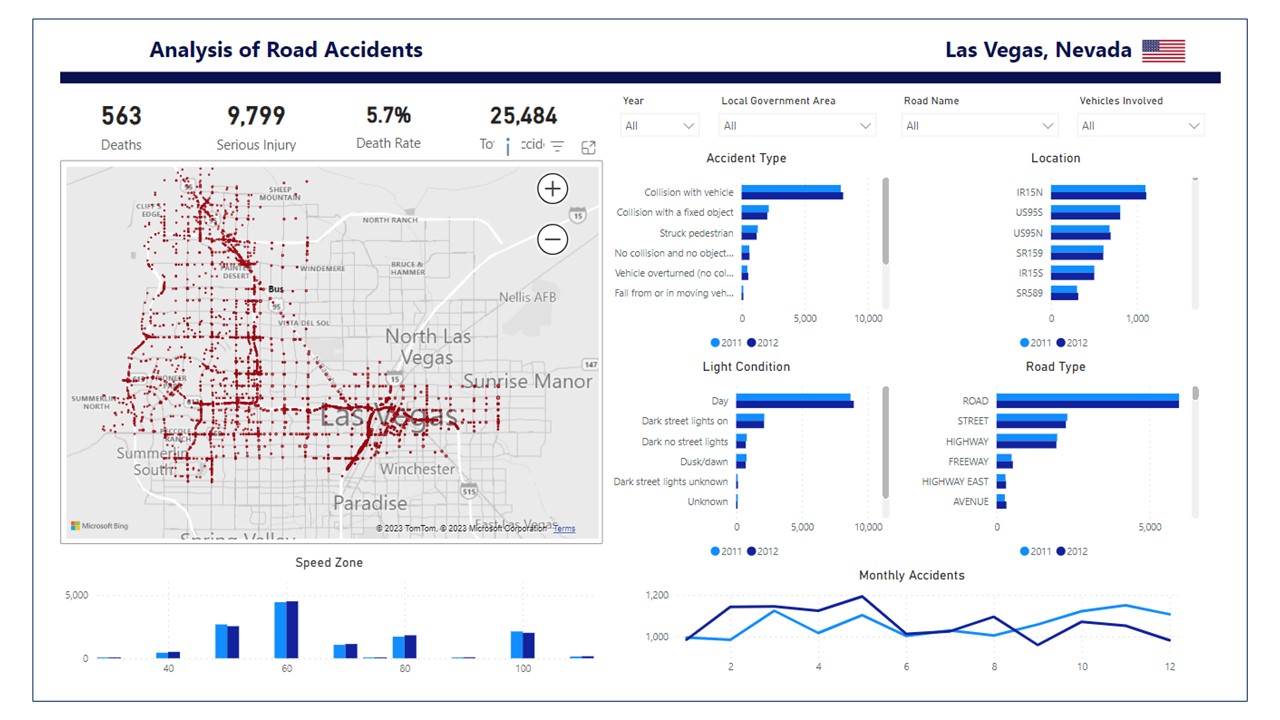 Analysis of Road Accidents
Las Vegas, Nevada
563
Deaths
9,799
Serious Injury
5.7%
Death Rate
25,484
Year
All
Local Government Area
All
Road Name
All
Vehicles Involved
All
95
SHEEP MOUNTAIN
CLIFF'S EDGE
NORTH RANCH
15
PAINTED DESERT
WINDEMERE
BRUCE & HAMMER
Bus
95
Nellis AFB
VISTA DEL SOL
North Las Vegas
147
15
Sunrise Manor
PIONEER
SUMMERLIN NORTH
Las Vegas
PECCOLE RANCH
Summerlin South
Winchester
515
Paradise
East Las Vegas
Spring Valley
Microsoft Bing
© 2023 TomTom, © 2023 Microsoft Corporation
Terms
Accident Type
Collision with vehicle
Collision with a fixed object
Struck pedestrian
No collision and no object...
Vehicle overturned (no col...
Fall from or in moving veh...
0 5,000 10,000
2011 2012
Location
IR15N
US95S
US95N
SR159
IR15S
SR589
0 1,000
2011 2012
Light Condition
Day
Dark street lights on
Dark no street lights
Dusk/dawn
Dark street lights unknown
Unknown
0 5,000 10,000
2011 2012
Road Type
ROAD
STREET
HIGHWAY
FREEWAY
HIGHWAY EAST
AVENUE
0 5,000
2011 2012
Speed Zone
5,000
0
40 60 80 100
Monthly Accidents
1,200
1,000
2 4 6 8 10 12